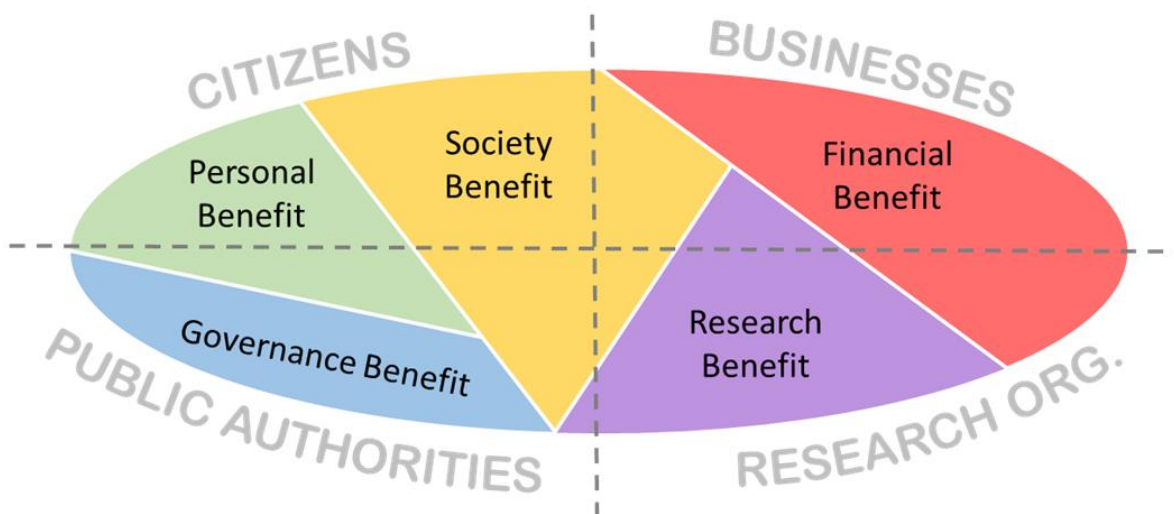 CITIZENS
BUSINESSES
Personal
Benefit
Society
Benefit
Financial
Benefit
Governance Benefit
Research
Benefit
PUBLIC AUTHORITIES
RESEARCH ORG.